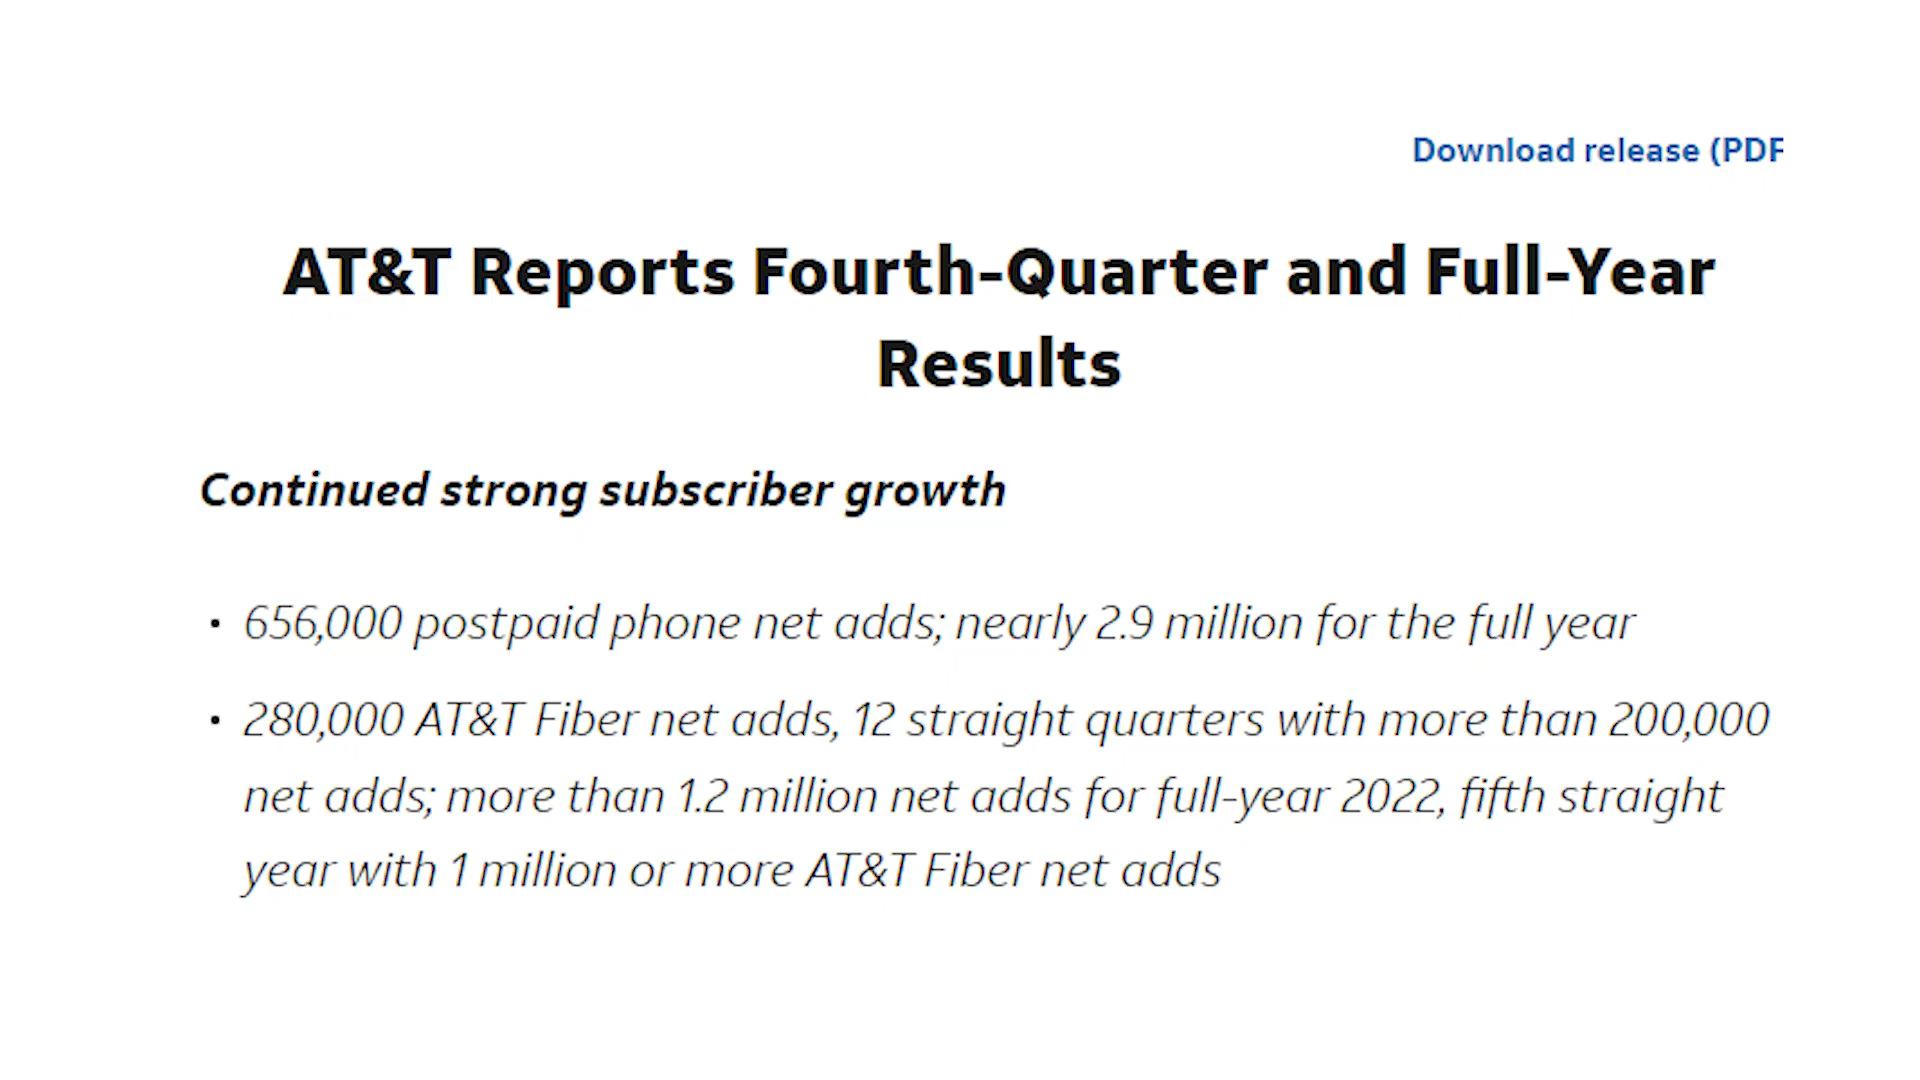 Download release (PDF
AT&T Reports Fourth-Quarter and Full-Year
Results
Continued strong subscriber growth
• 656,000 postpaid phone net adds; nearly 2.9 million for the full year
• 280,000 AT&T Fiber net adds, 12 straight quarters with more than 200,000
net adds; more than 1.2 million net adds for full-year 2022, fifth straight
year with 1 million or more AT&T Fiber net adds